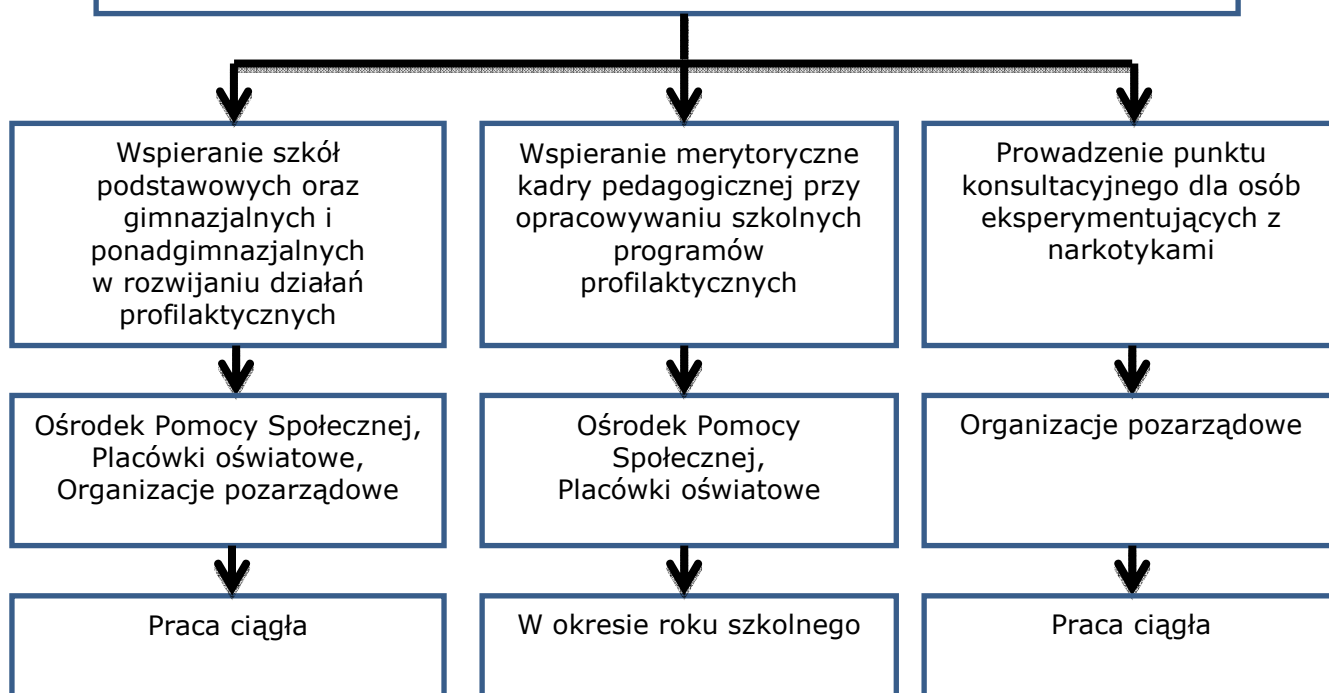 Wspieranie szkół
podstawowych oraz
gimnazjalnych i
ponadgimnazjalnych
w rozwijaniu działań
profilaktycznych
Wspieranie merytoryczne
kadry pedagogicznej przy
opracowywaniu szkolnych
programów
profilaktycznych
Prowadzenie punktu
konsultacyjnego dla osób
eksperymentujących z
narkotykami
Ośrodek Pomocy Społecznej,
Placówki oświatowe,
Organizacje pozarządowe
Ośrodek Pomocy
Społecznej,
Placówki oświatowe
Organizacje pozarządowe
Praca ciągła
W okresie roku szkolnego
Praca ciągła